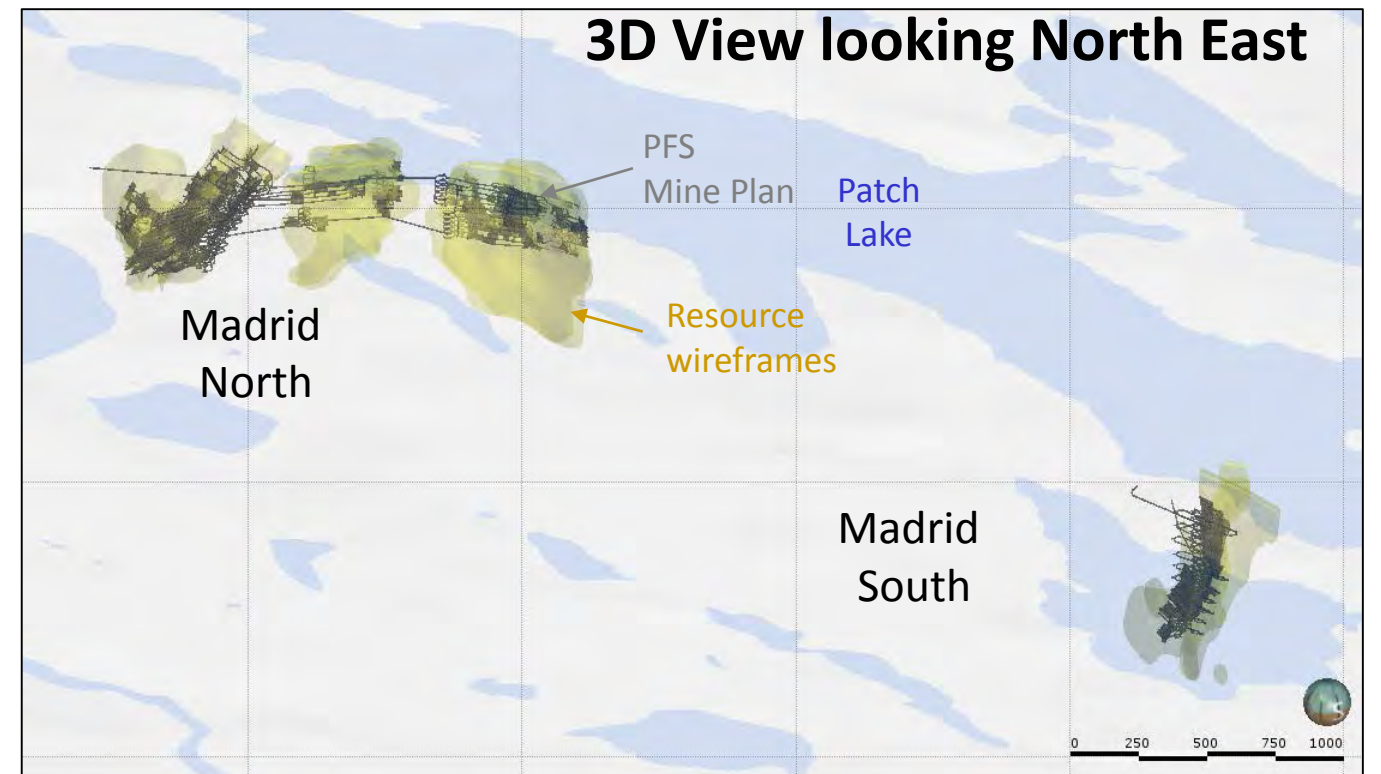 3D View looking North East
PFS
Mine Plan
Patch
Lake
Resource
wireframes
Madrid
North
Madrid
South
0 250 500 750 1000